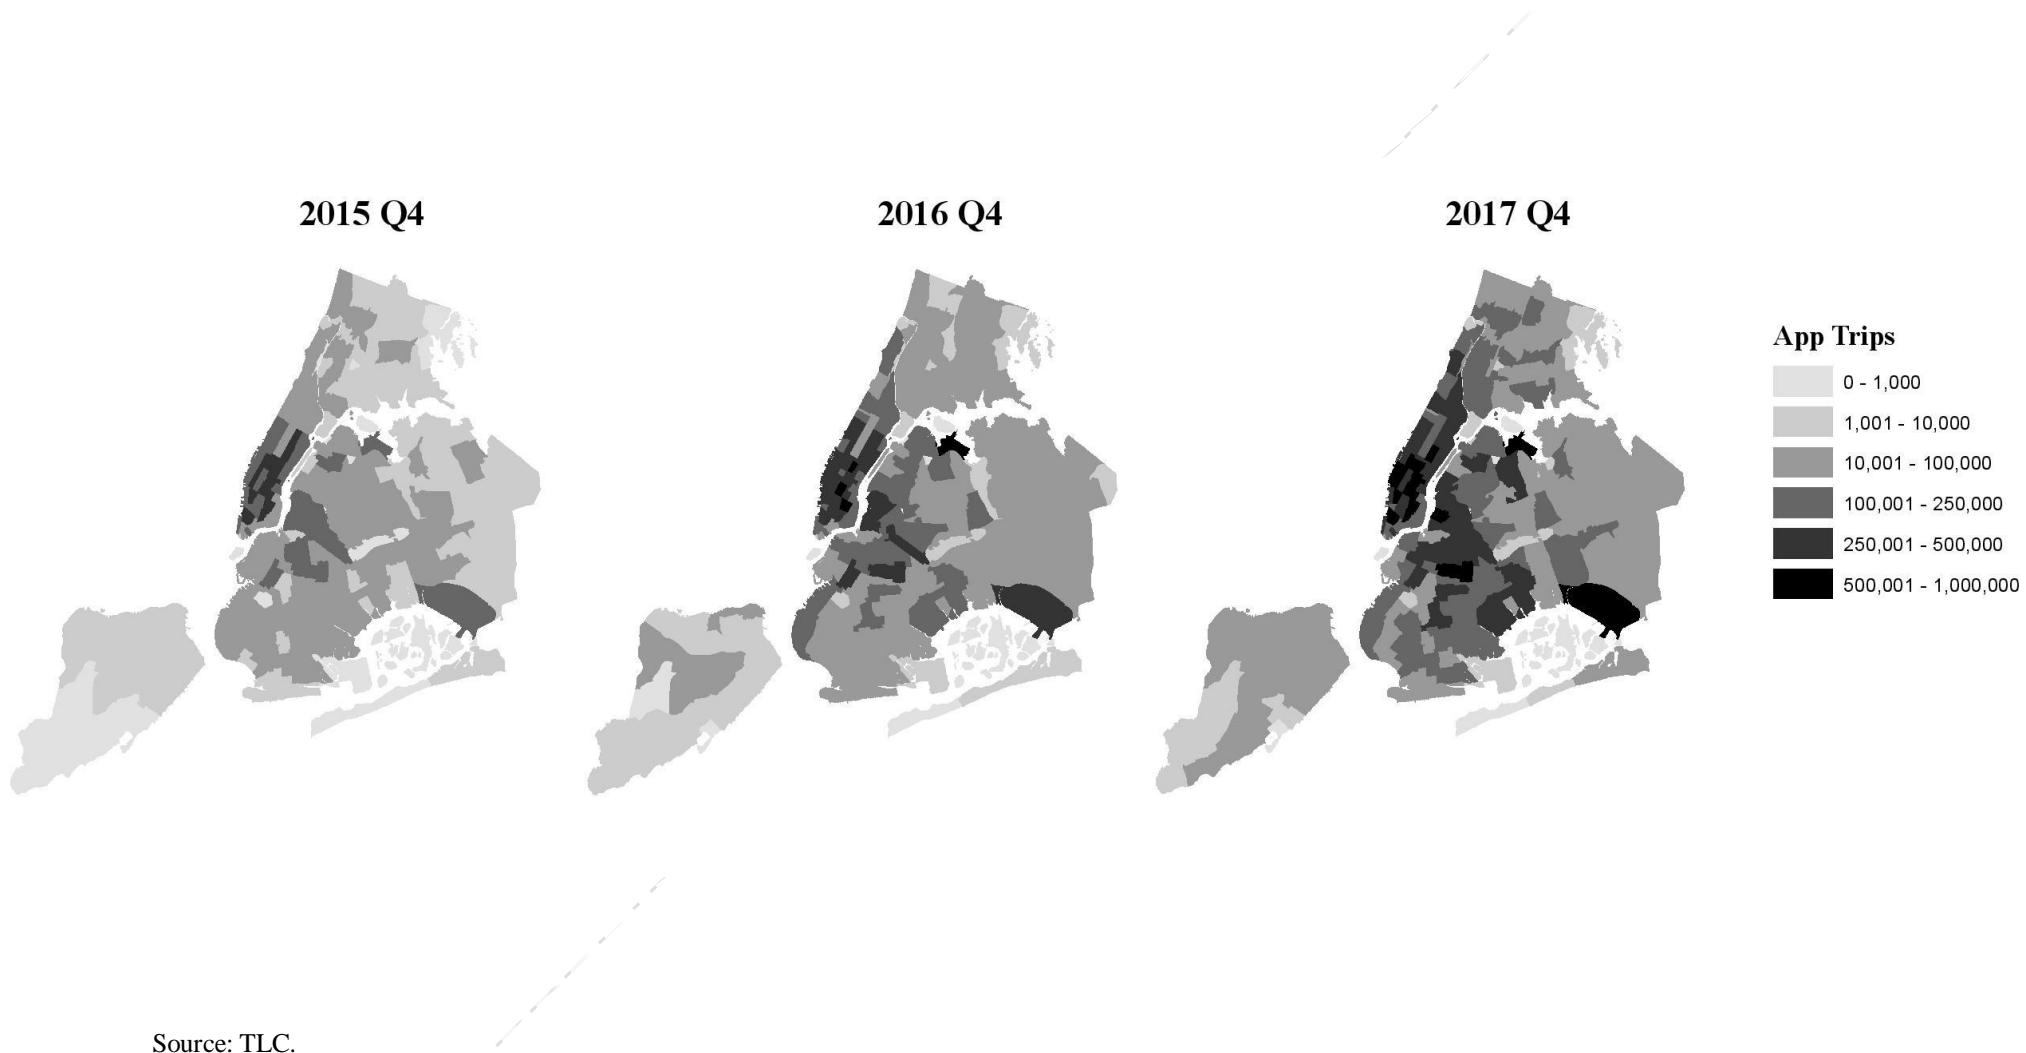 2015 Q4
2016 Q4
2017 Q4
App Trips
0 - 1,000
1,001 - 10,000
10,001 - 100,000
100,001 - 250,000
250,001 - 500,000
500,001 - 1,000,000
Source: TLC.